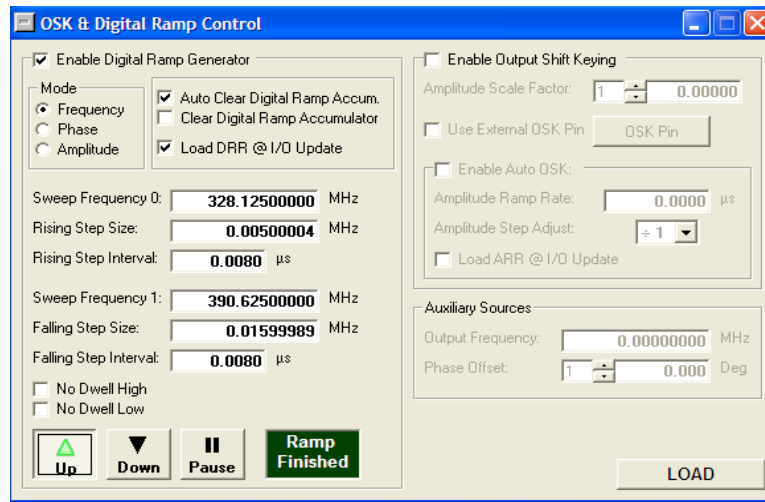 OSK & Digital Ramp Control
Enable Digital Ramp Generator
Mode
Frequency
Phase
Amplitude
Auto Clear Digital Ramp Accum.
Clear Digital Ramp Accumulator
Load DRR @ I/O Update
Sweep Frequency 0: 328.12500000 MHz
Rising Step Size: 0.00500004 MHz
Rising Step Interval: 0.0080 µs
Sweep Frequency 1: 390.62500000 MHz
Falling Step Size: 0.01599989 MHz
Falling Step Interval: 0.0080 µs
No Dwell High
No Dwell Low
Up
Down
Pause
Ramp
Finished
Enable Output Shift Keying
Amplitude Scale Factor: 1 0.00000
Use External OSK Pin OSK Pin
Enable Auto OSK:
Amplitude Ramp Rate: 0.0000 µs
Amplitude Step Adjust: ÷ 1
Load ARR @ I/O Update
Auxiliary Sources
Output Frequency: 0.00000000 MHz
Phase Offset: 1 0.000 Deg
LOAD